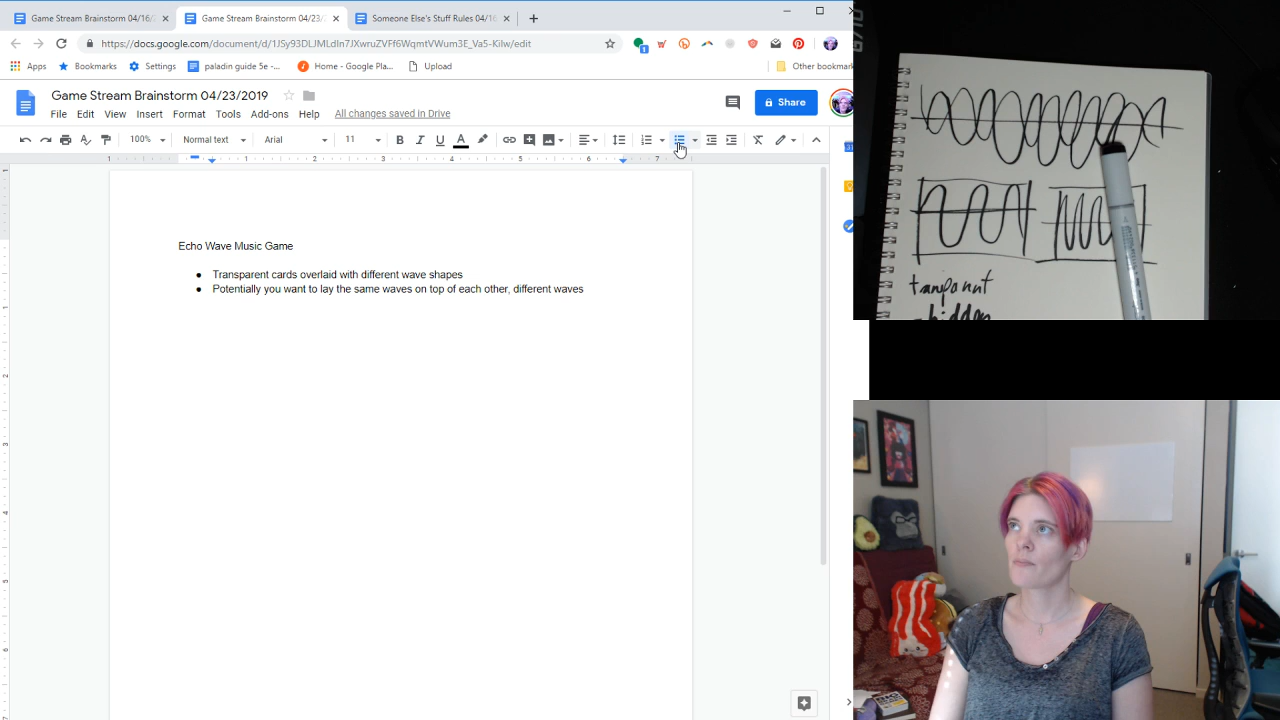 Game Stream Brainstorm 04/16/
Game Stream Brainstorm 04/23/
Someone Else's Stuff Rules 04/16
https://docs.google.com/document/d/1JSy93DLJMLdIn7JXwruZVFf6WqmtVWum3E_Va5-Kilw/edit
Apps Bookmarks Settings paladin guide 5e -... Home - Google Pla... Upload Other bookmark
Game Stream Brainstorm 04/23/2019
File Edit View Insert Format Tools Add-ons Help All changes saved in Drive
Share
100% Normal text Arial 11
Echo Wave Music Game
● Transparent cards overlaid with different wave shapes
● Potentially you want to lay the same waves on top of each other, different waves
hidden